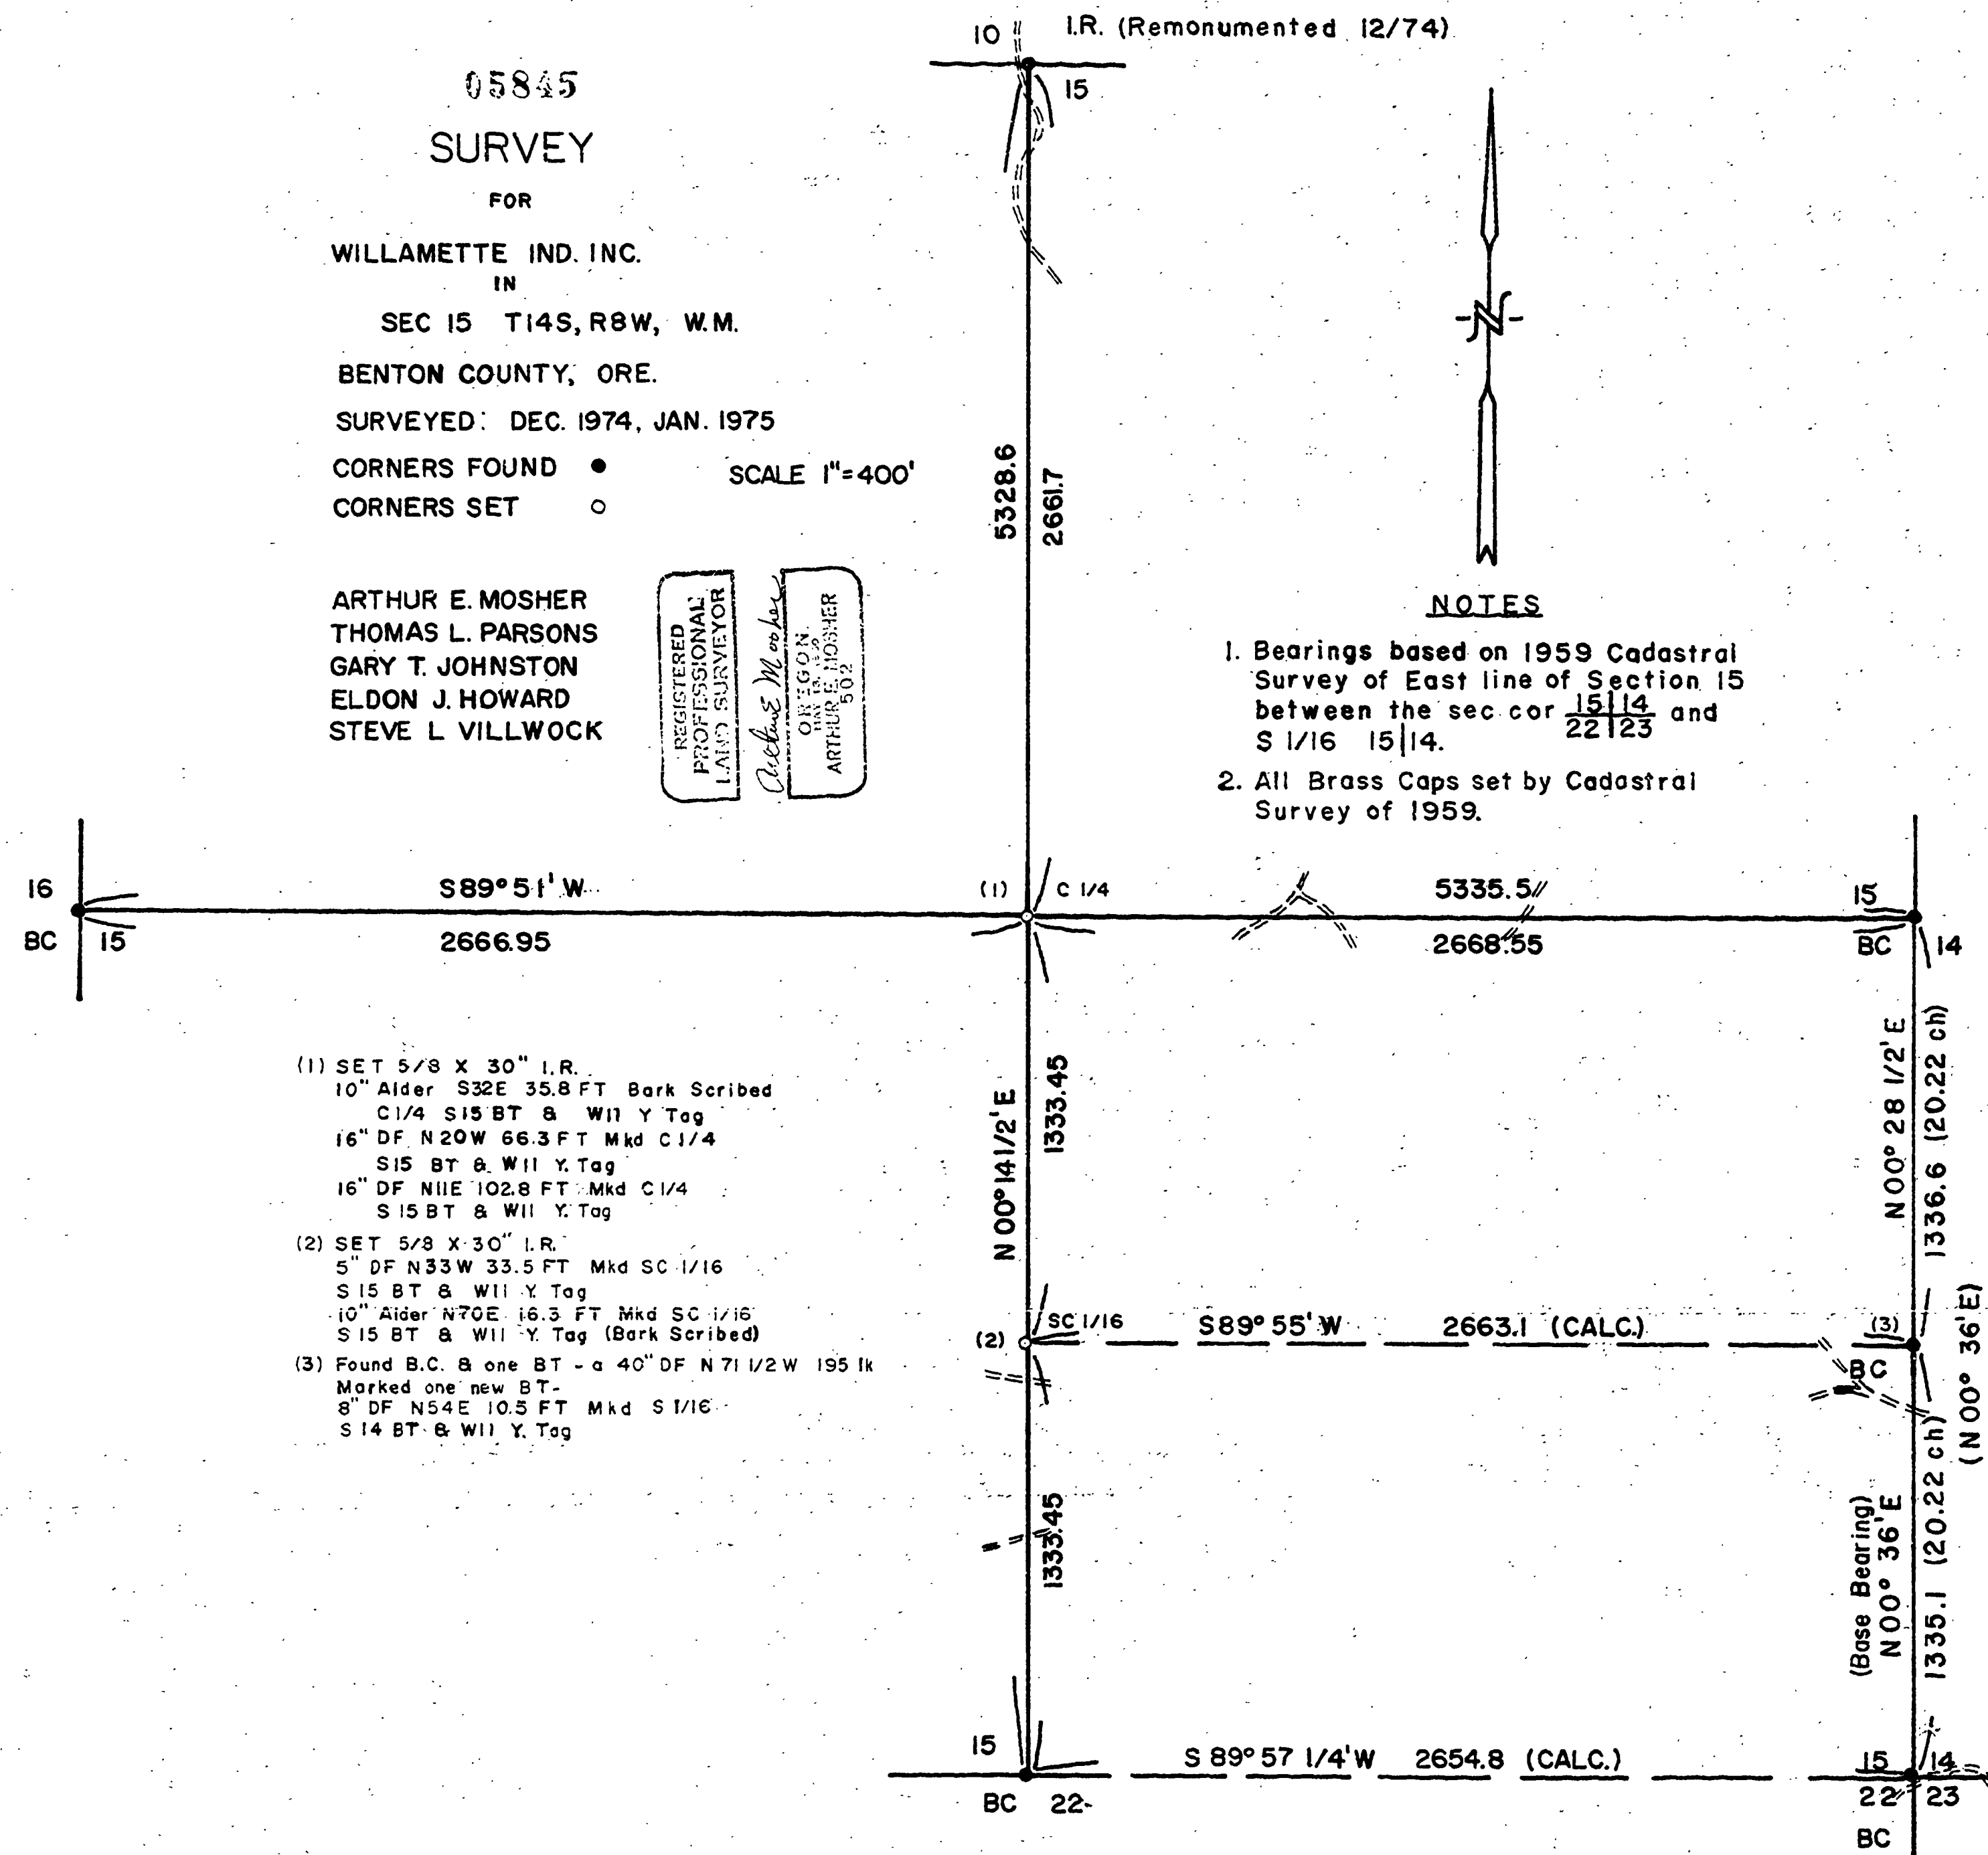 10 I.R. (Remonumented 12/74)
15
05845
SURVEY
FOR
WILLAMETTE IND. INC.
IN
SEC 15 T14S, R8W, W.M.
BENTON COUNTY, ORE.
SURVEYED: DEC. 1974, JAN. 1975
CORNERS FOUND
CORNERS SET
SCALE 1"=400'
N
5328.6
2661.7
ARTHUR E. MOSHER
THOMAS L. PARSONS
GARY T. JOHNSTON
ELDON J. HOWARD
STEVE L VILLWOCK
REGISTERED
PROFESSIONAL
LAND SURVEYOR
Arthur E Mosher
OREGON
ARTHUR E. MOSHER
502
NOTES
1. Bearings based on 1959 Cadastral
Survey of East line of Section 15
between the sec cor 15|14 and
22|23
S 1/16 15|14.
2. All Brass Caps set by Cadastral
Survey of 1959.
16
BC 15
S89°51' W
2666.95
(1) C 1/4
5335.5
2668.55
15
BC 14
(1) SET 5/8 X 30" I.R.
10" Alder S32E 35.8 FT Bark Scribed
C1/4 S15 BT & W11 Y Tag
16" DF N20W 66.3 FT Mkd C1/4
S15 BT & W11 Y. Tag
16" DF N11E 102.8 FT Mkd C1/4
S15 BT & W11 Y. Tag
(2) SET 5/8 X 30" I.R.
5" DF N33W 33.5 FT Mkd SC 1/16
S 15 BT & W11 Y. Tag
10" Alder N70E 16.3 FT Mkd SC 1/16
S 15 BT & W11 Y. Tag (Bark Scribed)
(3) Found B.C. & one BT - a 40" DF N 71 1/2 W 195 lk
Marked one new BT-
8" DF N54E 10.5 FT Mkd S 1/16
S 14 BT & W11 Y. Tag
N 00°14 1/2' E
1333.45
N 00° 28 1/2' E
1336.6 (20.22 ch)
(2) SC 1/16
S89° 55' W 2663.1 (CALC.)
(3)
BC
(N 00° 36' E)
1333.45
(Base Bearing)
N 00° 36' E
1335.1 (20.22 ch)
15
BC 22
S 89° 57 1/4' W 2654.8 (CALC.)
15 14
22 23
BC